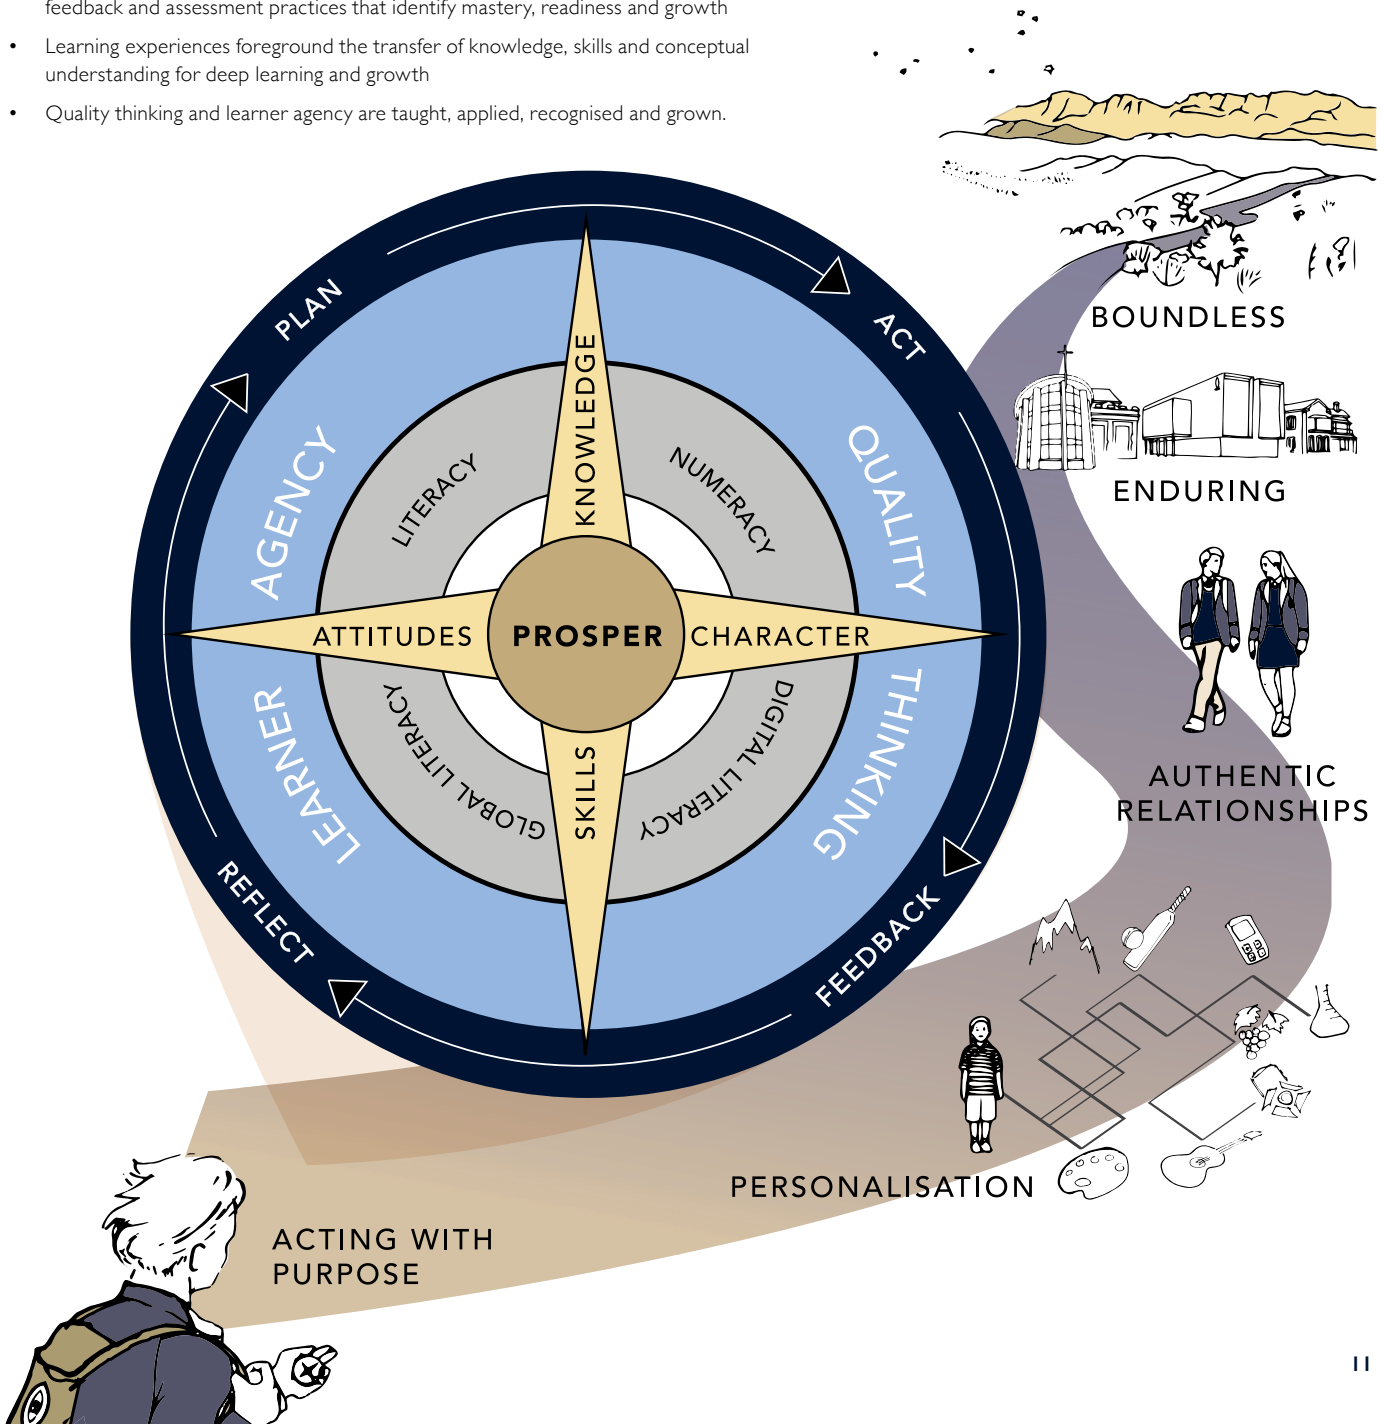 feedback and assessment practices that identify mastery, readiness and growth
• Learning experiences foreground the transfer of knowledge, skills and conceptual
understanding for deep learning and growth
• Quality thinking and learner agency are taught, applied, recognised and grown.
PLAN
ACT
FEEDBACK
REFLECT
LEARNER AGENCY
QUALITY THINKING
LITERACY
NUMERACY
DIGITAL LITERACY
GLOBAL LITERACY
KNOWLEDGE
ATTITUDES
PROSPER
CHARACTER
SKILLS
BOUNDLESS
ENDURING
AUTHENTIC
RELATIONSHIPS
PERSONALISATION
ACTING WITH
PURPOSE
11